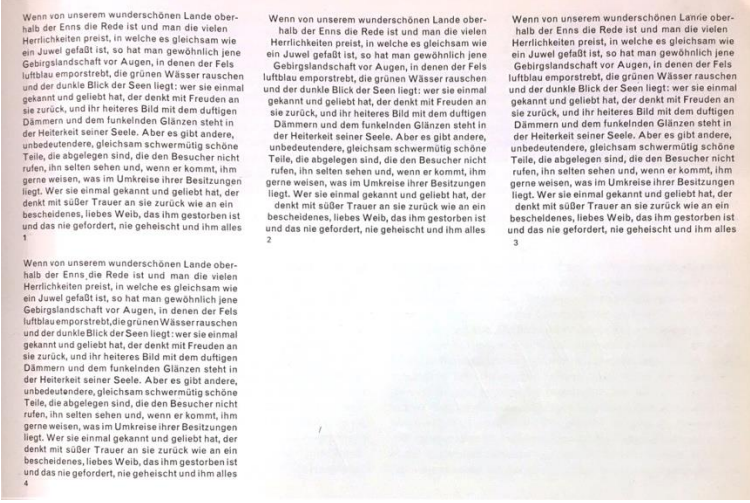 Wenn von unserem wunderschönen Lande ober-
halb der Enns die Rede ist und man die vielen
Herrlichkeiten preist, in welche es gleichsam wie
ein Juwel gefaßt ist, so hat man gewöhnlich jene
Gebirgslandschaft vor Augen, in denen der Fels
luftblau emporstrebt, die grünen Wässer rauschen
und der dunkle Blick der Seen liegt: wer sie einmal
gekannt und geliebt hat, der denkt mit Freuden an
sie zurück, und ihr heiteres Bild mit dem duftigen
Dämmern und dem funkelnden Glänzen steht in
der Heiterkeit seiner Seele. Aber es gibt andere,
unbedeutendere, gleichsam schwermütig schöne
Teile, die abgelegen sind, die den Besucher nicht
rufen, ihn selten sehen und, wenn er kommt, ihm
gerne weisen, was im Umkreise ihrer Besitzungen
liegt. Wer sie einmal gekannt und geliebt hat, der
denkt mit süßer Trauer an sie zurück wie an ein
bescheidenes, liebes Weib, das ihm gestorben ist
und das nie gefordert, nie geheischt und ihm alles
1
Wenn von unserem wunderschönen Lande ober-
halb der Enns die Rede ist und man die vielen
Herrlichkeiten preist, in welche es gleichsam wie
ein Juwel gefaßt ist, so hat man gewöhnlich jene
Gebirgslandschaft vor Augen, in denen der Fels
luftblau emporstrebt, die grünen Wässer rauschen
und der dunkle Blick der Seen liegt: wer sie einmal
gekannt und geliebt hat, der denkt mit Freuden an
sie zurück, und ihr heiteres Bild mit dem duftigen
Dämmern und dem funkelnden Glänzen steht in
der Heiterkeit seiner Seele. Aber es gibt andere,
unbedeutendere, gleichsam schwermütig schöne
Teile, die abgelegen sind, die den Besucher nicht
rufen, ihn selten sehen und, wenn er kommt, ihm
gerne weisen, was im Umkreise ihrer Besitzungen
liegt. Wer sie einmal gekannt und geliebt hat, der
denkt mit süßer Trauer an sie zurück wie an ein
bescheidenes, liebes Weib, das ihm gestorben ist
und das nie gefordert, nie geheischt und ihm alles
2
Wenn von unserem wunderschönen Lande ober-
halb der Enns die Rede ist und man die vielen
Herrlichkeiten preist, in welche es gleichsam wie
ein Juwel gefaßt ist, so hat man gewöhnlich jene
Gebirgslandschaft vor Augen, in denen der Fels
luftblau emporstrebt, die grünen Wässer rauschen
und der dunkle Blick der Seen liegt: wer sie einmal
gekannt und geliebt hat, der denkt mit Freuden an
sie zurück, und ihr heiteres Bild mit dem duftigen
Dämmern und dem funkelnden Glänzen steht in
der Heiterkeit seiner Seele. Aber es gibt andere,
unbedeutendere, gleichsam schwermütig schöne
Teile, die abgelegen sind, die den Besucher nicht
rufen, ihn selten sehen und, wenn er kommt, ihm
gerne weisen, was im Umkreise ihrer Besitzungen
liegt. Wer sie einmal gekannt und geliebt hat, der
denkt mit süßer Trauer an sie zurück wie an ein
bescheidenes, liebes Weib, das ihm gestorben ist
und das nie gefordert, nie geheischt und ihm alles
3
Wenn von unserem wunderschönen Lande ober-
halb der Enns die Rede ist und man die vielen
Herrlichkeiten preist, in welche es gleichsam wie
ein Juwel gefaßt ist, so hat man gewöhnlich jene
Gebirgslandschaft vor Augen, in denen der Fels
luftblau emporstrebt, die grünen Wässer rauschen
und der dunkle Blick der Seen liegt: wer sie einmal
gekannt und geliebt hat, der denkt mit Freuden an
sie zurück, und ihr heiteres Bild mit dem duftigen
Dämmern und dem funkelnden Glänzen steht in
der Heiterkeit seiner Seele. Aber es gibt andere,
unbedeutendere, gleichsam schwermütig schöne
Teile, die abgelegen sind, die den Besucher nicht
rufen, ihn selten sehen und, wenn er kommt, ihm
gerne weisen, was im Umkreise ihrer Besitzungen
liegt. Wer sie einmal gekannt und geliebt hat, der
denkt mit süßer Trauer an sie zurück wie an ein
bescheidenes, liebes Weib, das ihm gestorben ist
und das nie gefordert, nie geheischt und ihm alles
4